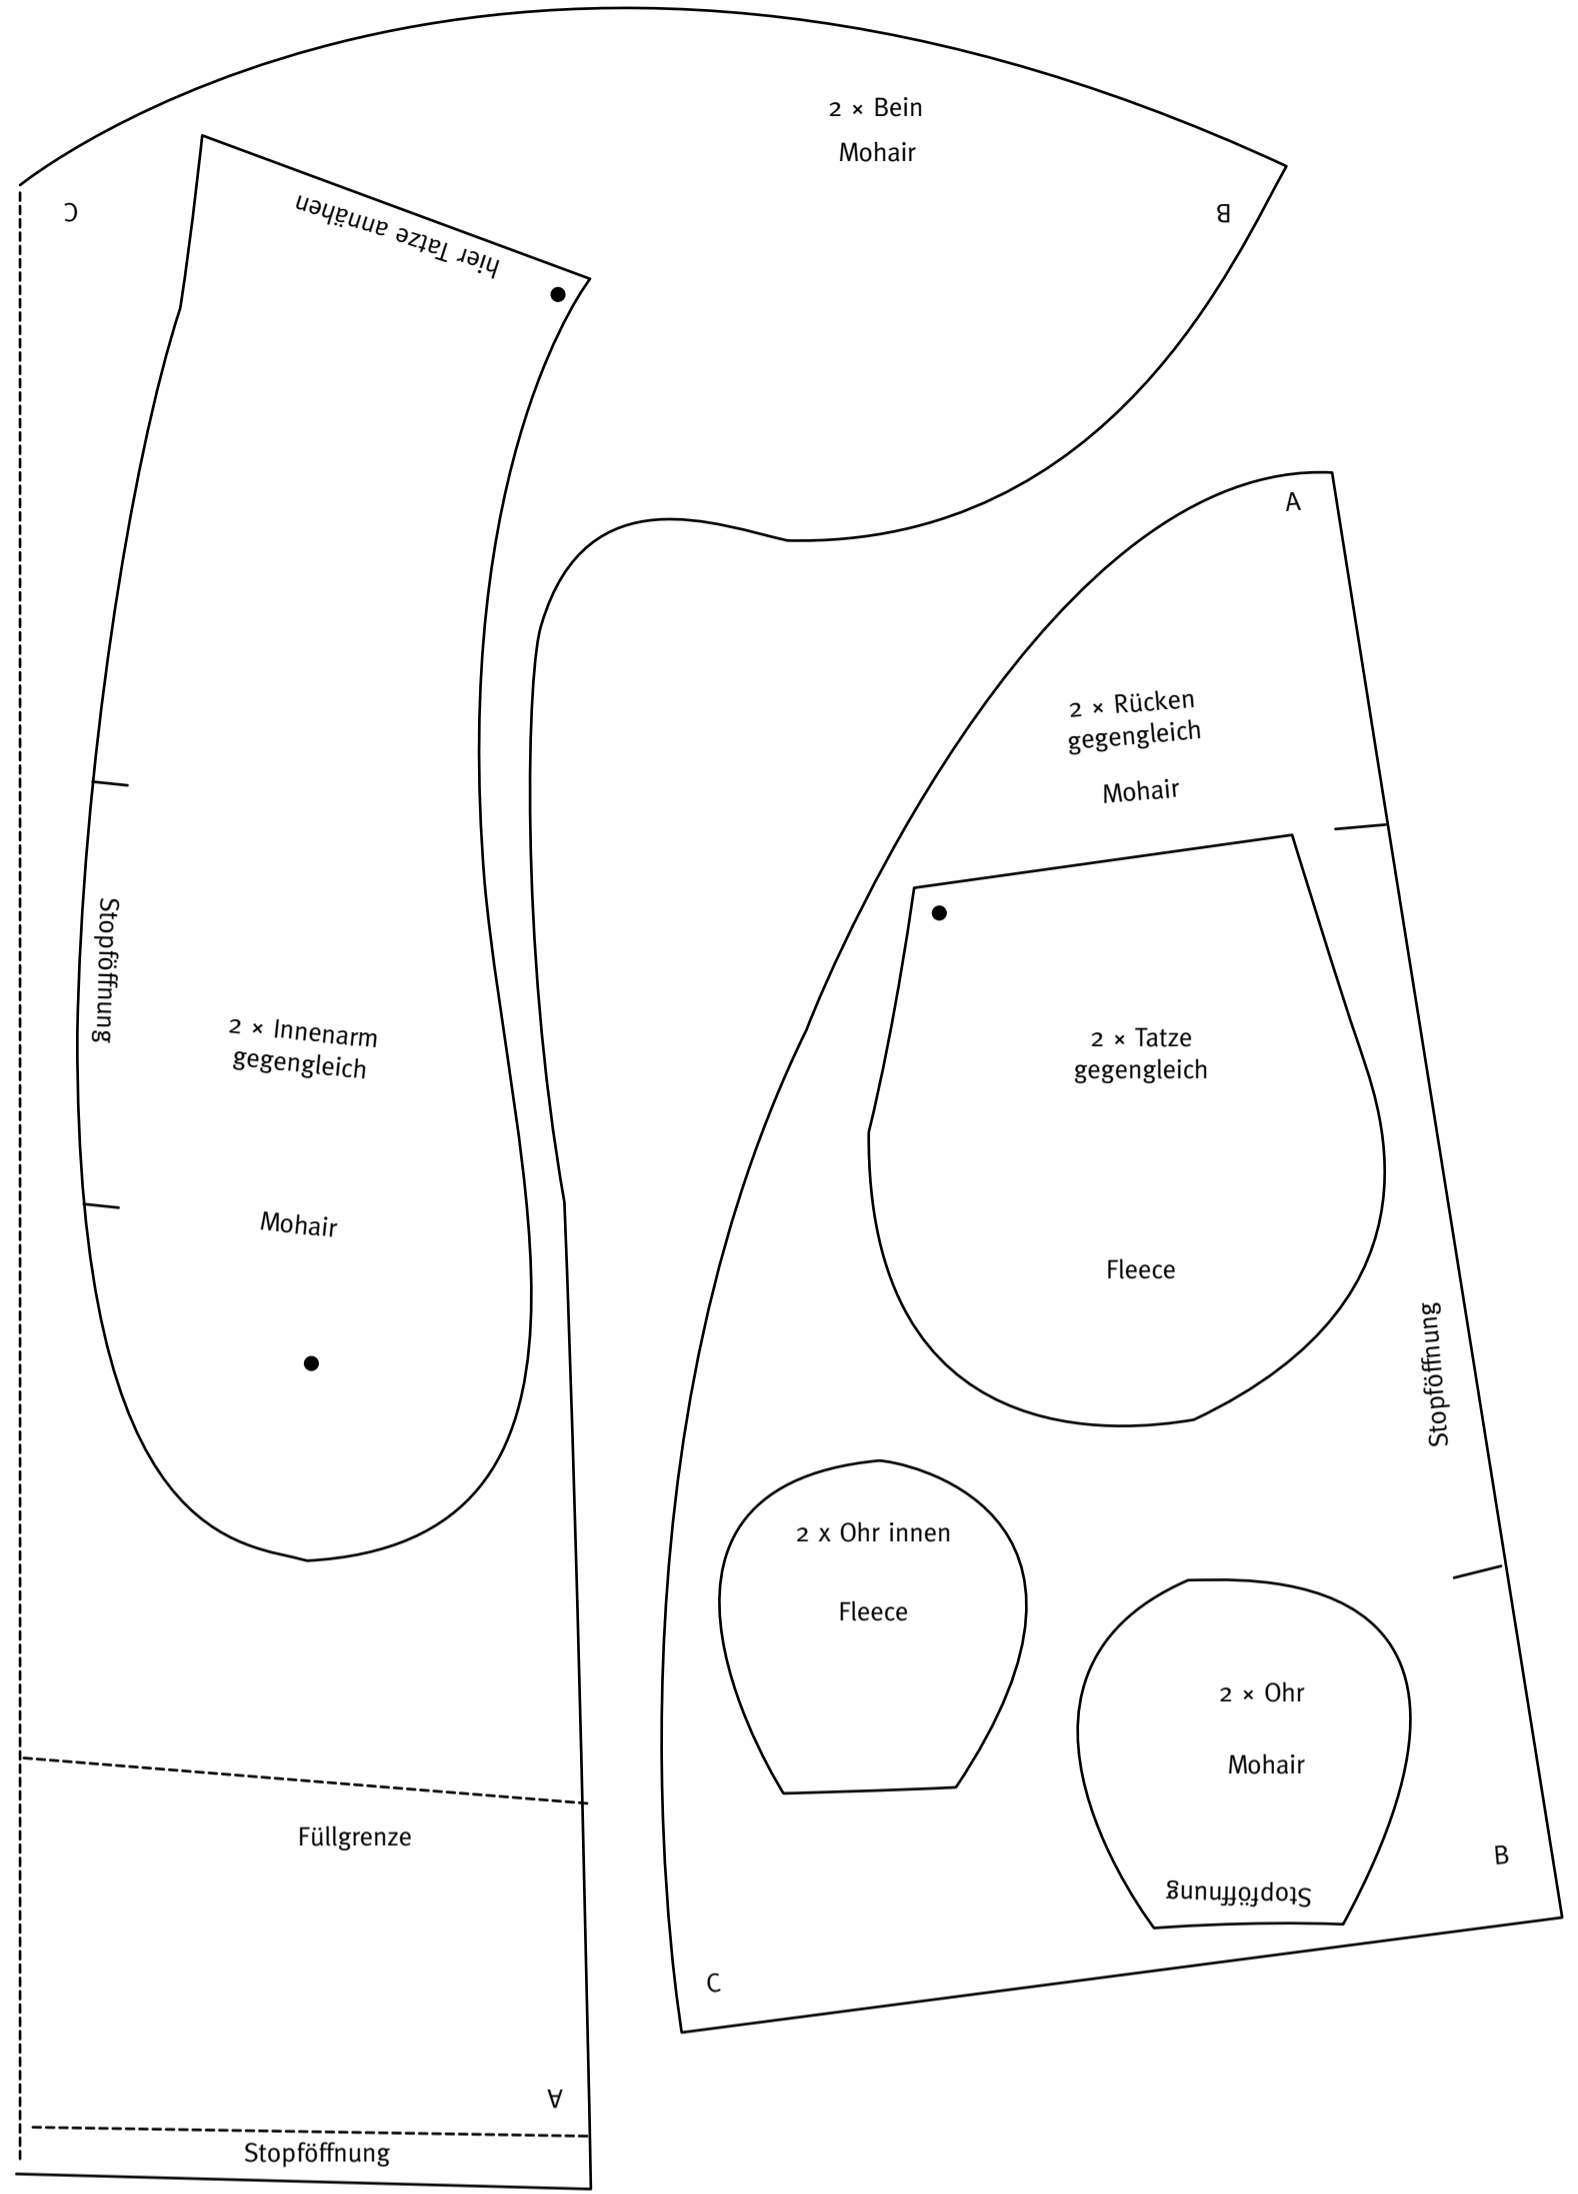 2 × Bein
Mohair
C
B
hier Tatze annähen
A
2 × Rücken
gegengleich
Mohair
Stopföffnung
2 × Innenarm
gegengleich
Mohair
2 × Tatze
gegengleich
Fleece
Stopföffnung
2 x Ohr innen
Fleece
2 × Ohr
Mohair
Stopföffnung
B
C
Füllgrenze
A
Stopföffnung